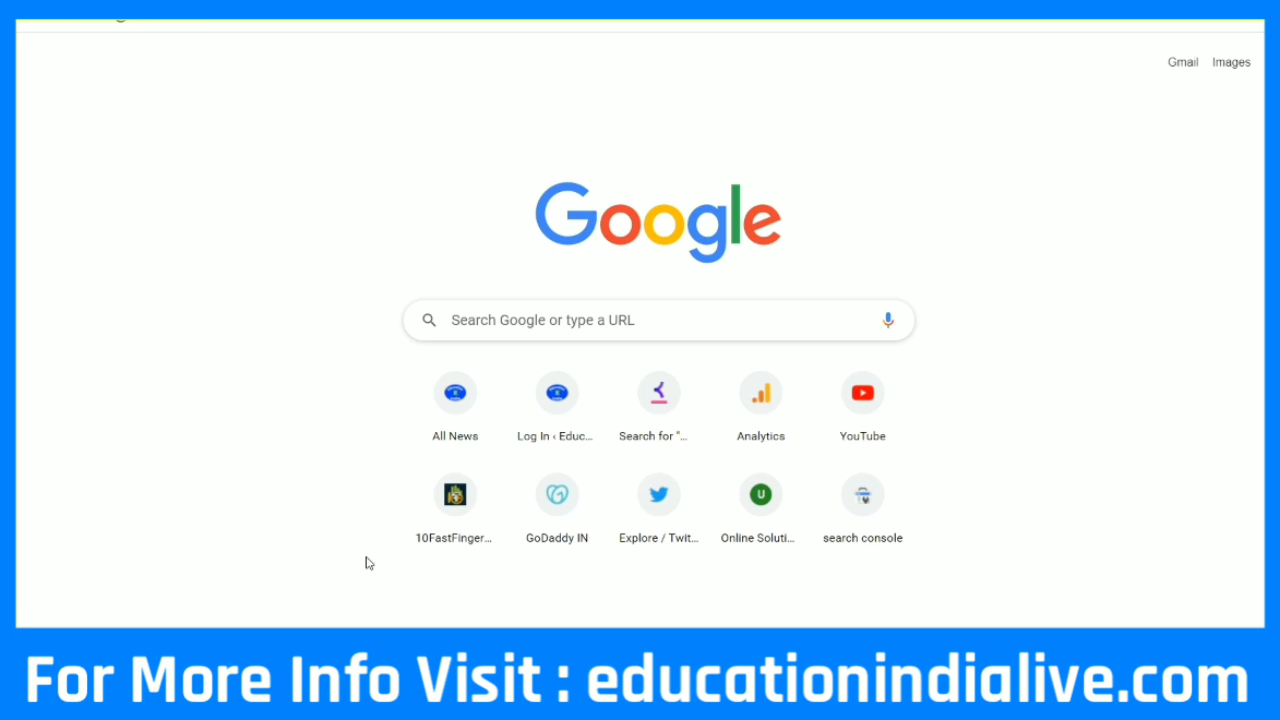 Gmail Images
Google
Search Google or type a URL
All News Log In ‹ Educ... Search for "... Analytics YouTube
U
10FastFinger... GoDaddy IN Explore / Twit... Online Soluti... search console
For More Info Visit : educationindialive.com